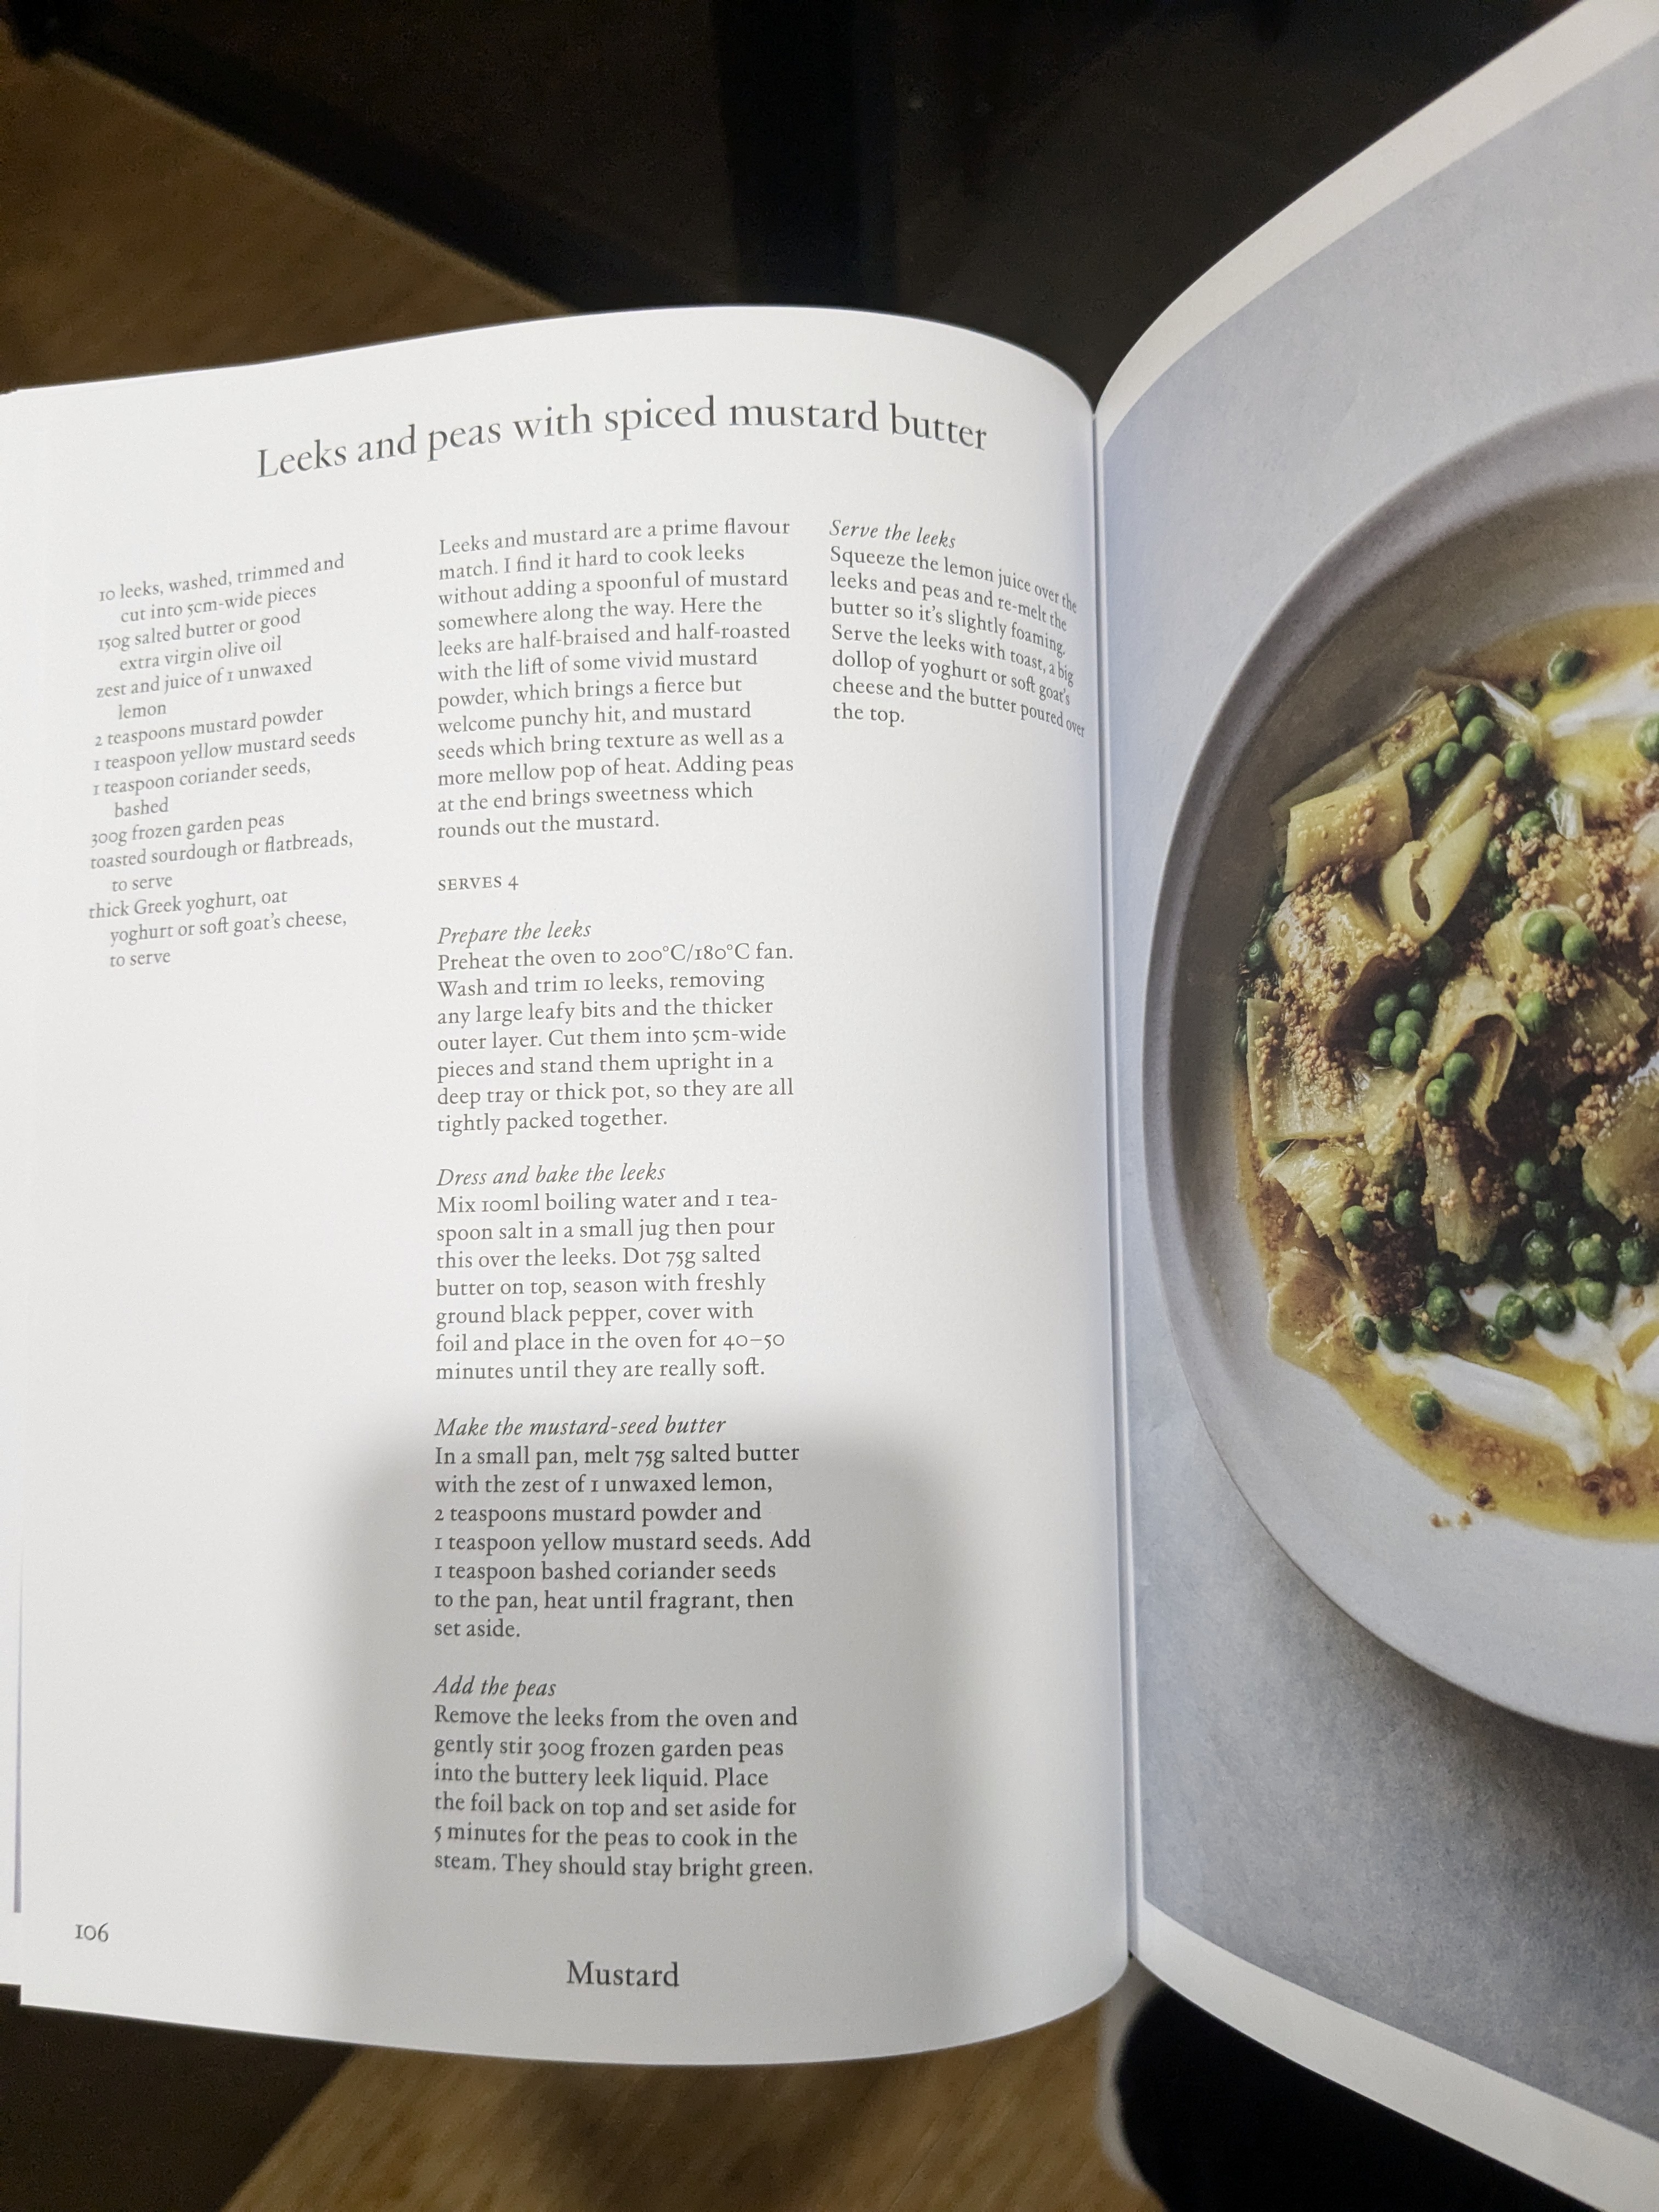 Leeks and peas with spiced mustard butter
10 leeks, washed, trimmed and
cut into 5cm-wide pieces
150g salted butter or good
extra virgin olive oil
zest and juice of 1 unwaxed
lemon
2 teaspoons mustard powder
1 teaspoon yellow mustard seeds
1 teaspoon coriander seeds,
bashed
300g frozen garden peas
toasted sourdough or flatbreads,
to serve
thick Greek yoghurt, oat
yoghurt or soft goat's cheese,
to serve
Leeks and mustard are a prime flavour
match. I find it hard to cook leeks
without adding a spoonful of mustard
somewhere along the way. Here the
leeks are half-braised and half-roasted
with the lift of some vivid mustard
powder, which brings a fierce but
welcome punchy hit, and mustard
seeds which bring texture as well as a
more mellow pop of heat. Adding peas
at the end brings sweetness which
rounds out the mustard.
SERVES 4
Prepare the leeks
Preheat the oven to 200°C/180°C fan.
Wash and trim 10 leeks, removing
any large leafy bits and the thicker
outer layer. Cut them into 5cm-wide
pieces and stand them upright in a
deep tray or thick pot, so they are all
tightly packed together.
Dress and bake the leeks
Mix 100ml boiling water and 1 tea-
spoon salt in a small jug then pour
this over the leeks. Dot 75g salted
butter on top, season with freshly
ground black pepper, cover with
foil and place in the oven for 40–50
minutes until they are really soft.
Make the mustard-seed butter
In a small pan, melt 75g salted butter
with the zest of 1 unwaxed lemon,
2 teaspoons mustard powder and
1 teaspoon yellow mustard seeds. Add
1 teaspoon bashed coriander seeds
to the pan, heat until fragrant, then
set aside.
Add the peas
Remove the leeks from the oven and
gently stir 300g frozen garden peas
into the buttery leek liquid. Place
the foil back on top and set aside for
5 minutes for the peas to cook in the
steam. They should stay bright green.
Serve the leeks
Squeeze the lemon juice over the
leeks and peas and re-melt the
butter so it's slightly foaming.
Serve the leeks with toast, a big
dollop of yoghurt or soft goat's
cheese and the butter poured over
the top.
106
Mustard